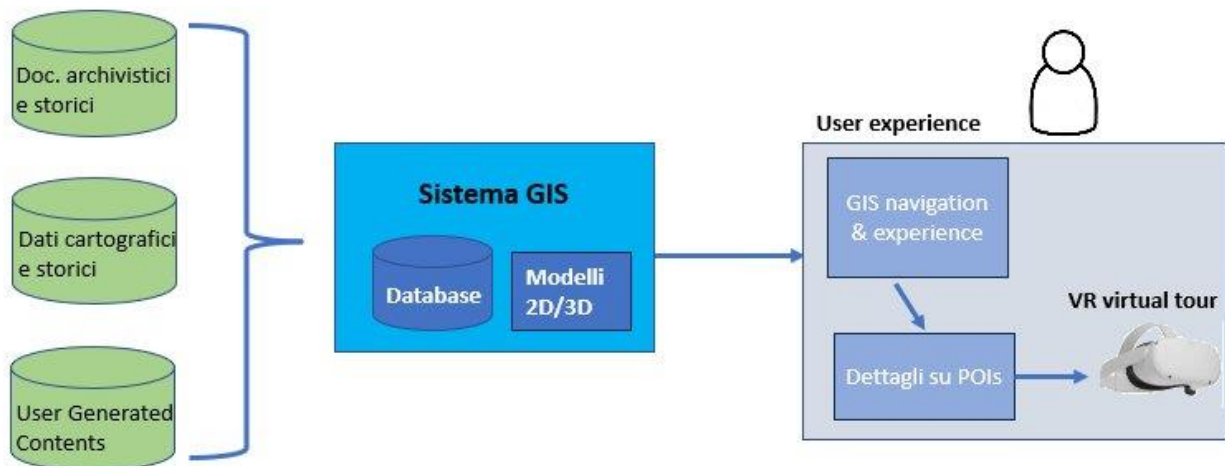 Doc. archivistici
e storici
Dati cartografici
e storici
User Generated
Contents
Sistema GIS
Database
Modelli
2D/3D
User experience
GIS navigation
& experience
Dettagli su POIs
VR virtual tour